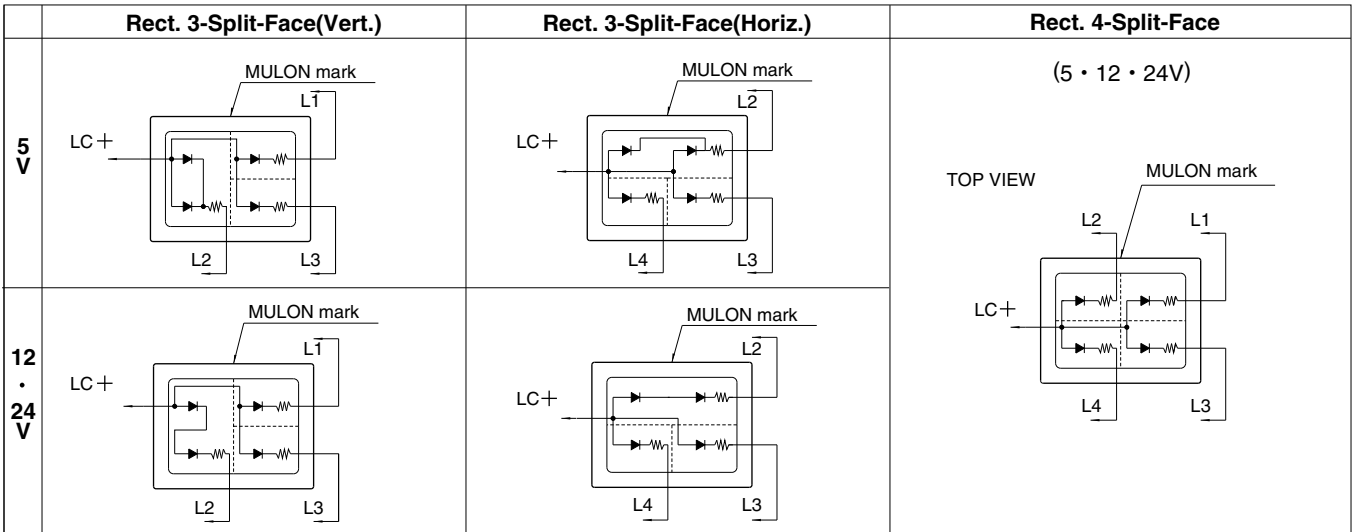 Rect. 3-Split-Face(Vert.)
Rect. 3-Split-Face(Horiz.)
Rect. 4-Split-Face
5
V
MULON mark
L1
LC+
L2
L3
MULON mark
L2
LC+
L4
L3
(5・12・24V)
TOP VIEW
MULON mark
L2
L1
LC+
L4
L3
12
・
24
V
MULON mark
L1
LC+
L2
L3
MULON mark
L2
LC+
L4
L3